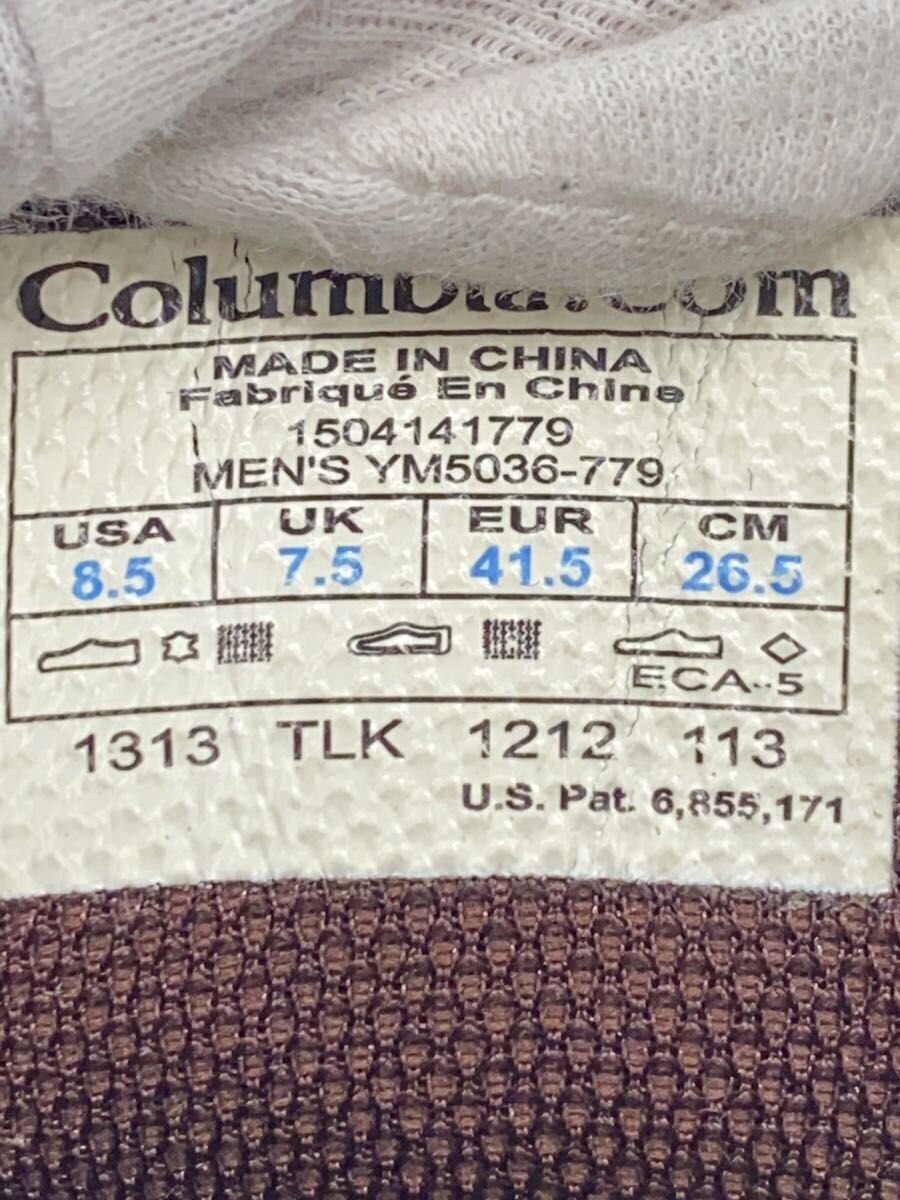 Columbia.com
MADE IN CHINA
Fabriqué En Chine
1504141779
MEN'S YM5036-779
USA UK EUR CM
8.5 7.5 41.5 26.5
ECA-5
1313 TLK 1212 113
U.S. Pat. 6,855,171